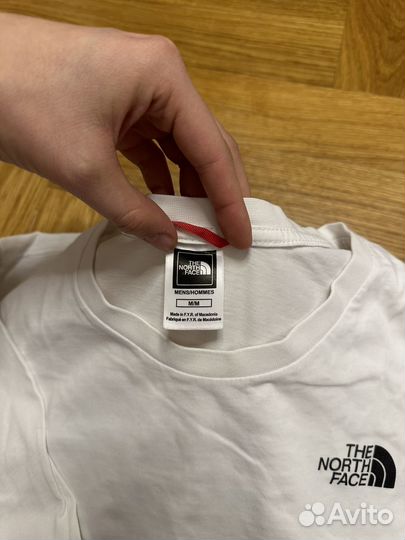 THE
NORTH
FACE
MENS/HOMMES
M/M
Made in F.Y.R. of Macedonia
Fabriqué en F.Y.R. de Macédoine
THE
NORTH
FACE
Avito